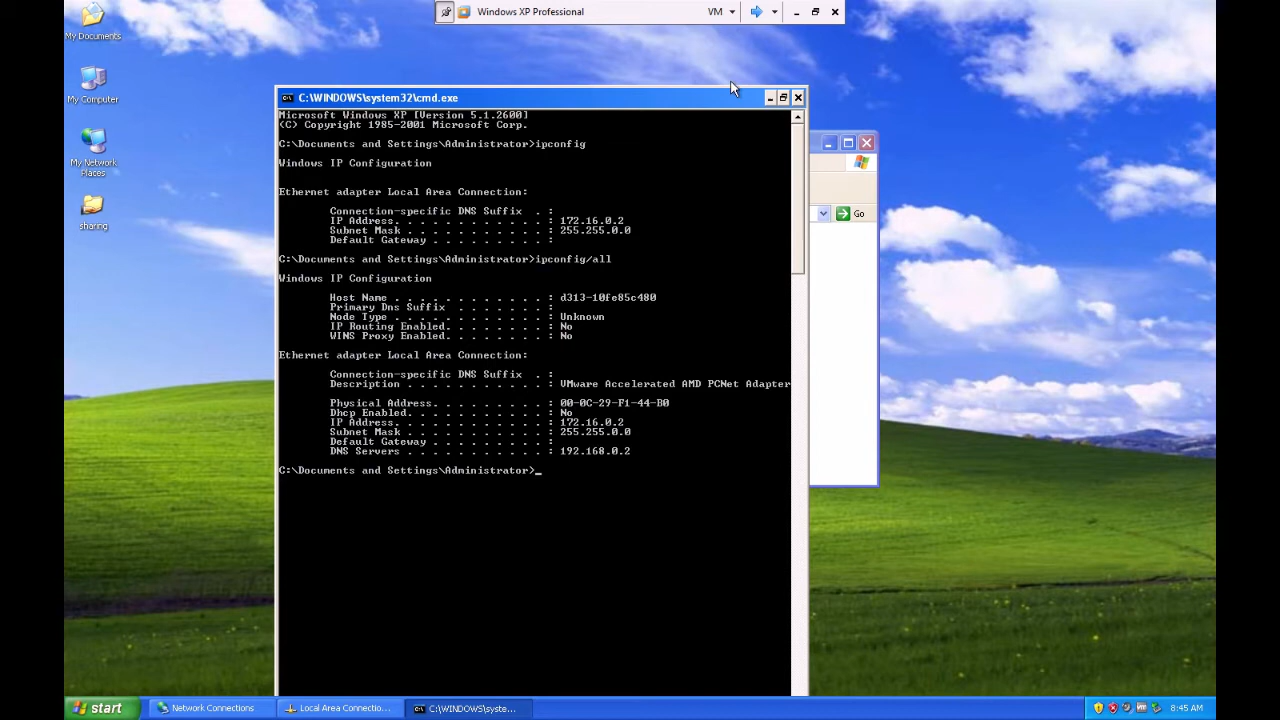 Windows XP Professional
VM
My Documents
My Computer
My Network
Places
sharing
C:\WINDOWS\system32\cmd.exe
Microsoft Windows XP [Version 5.1.2600]
(C) Copyright 1985-2001 Microsoft Corp.
C:\Documents and Settings\Administrator>ipconfig
Windows IP Configuration
Ethernet adapter Local Area Connection:
Connection-specific DNS Suffix . :
IP Address. . . . . . . . . . . . : 172.16.0.2
Subnet Mask . . . . . . . . . . . : 255.255.0.0
Default Gateway . . . . . . . . . :
C:\Documents and Settings\Administrator>ipconfig/all
Windows IP Configuration
Host Name . . . . . . . . . . . . : d313-10fe85c480
Primary Dns Suffix . . . . . . . :
Node Type . . . . . . . . . . . . : Unknown
IP Routing Enabled. . . . . . . . : No
WINS Proxy Enabled. . . . . . . . : No
Ethernet adapter Local Area Connection:
Connection-specific DNS Suffix . :
Description . . . . . . . . . . . : VMware Accelerated AMD PCNet Adapter
Physical Address. . . . . . . . . : 00-0C-29-F1-44-B0
Dhcp Enabled. . . . . . . . . . . : No
IP Address. . . . . . . . . . . . : 172.16.0.2
Subnet Mask . . . . . . . . . . . : 255.255.0.0
Default Gateway . . . . . . . . . :
DNS Servers . . . . . . . . . . . : 192.168.0.2
C:\Documents and Settings\Administrator>_
Go
start
Network Connections
Local Area Connectio...
C:\WINDOWS\syste...
8:45 AM